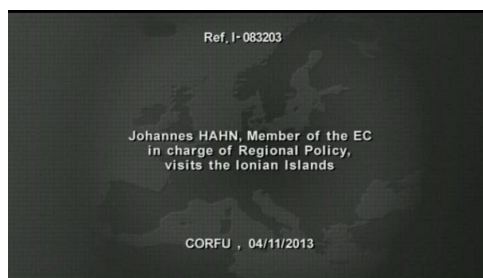 Ref. I-083203
Johannes HAHN, Member of the EC
in charge of Regional Policy,
visits the Ionian Islands
CORFU , 04/11/2013